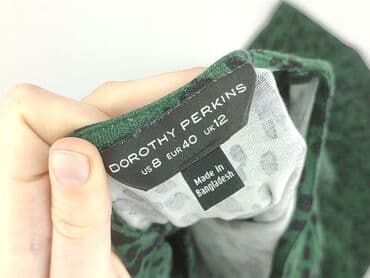 DOROTHY PERKINS
US 8 EUR 40 UK 12
Made in
Bangladesh